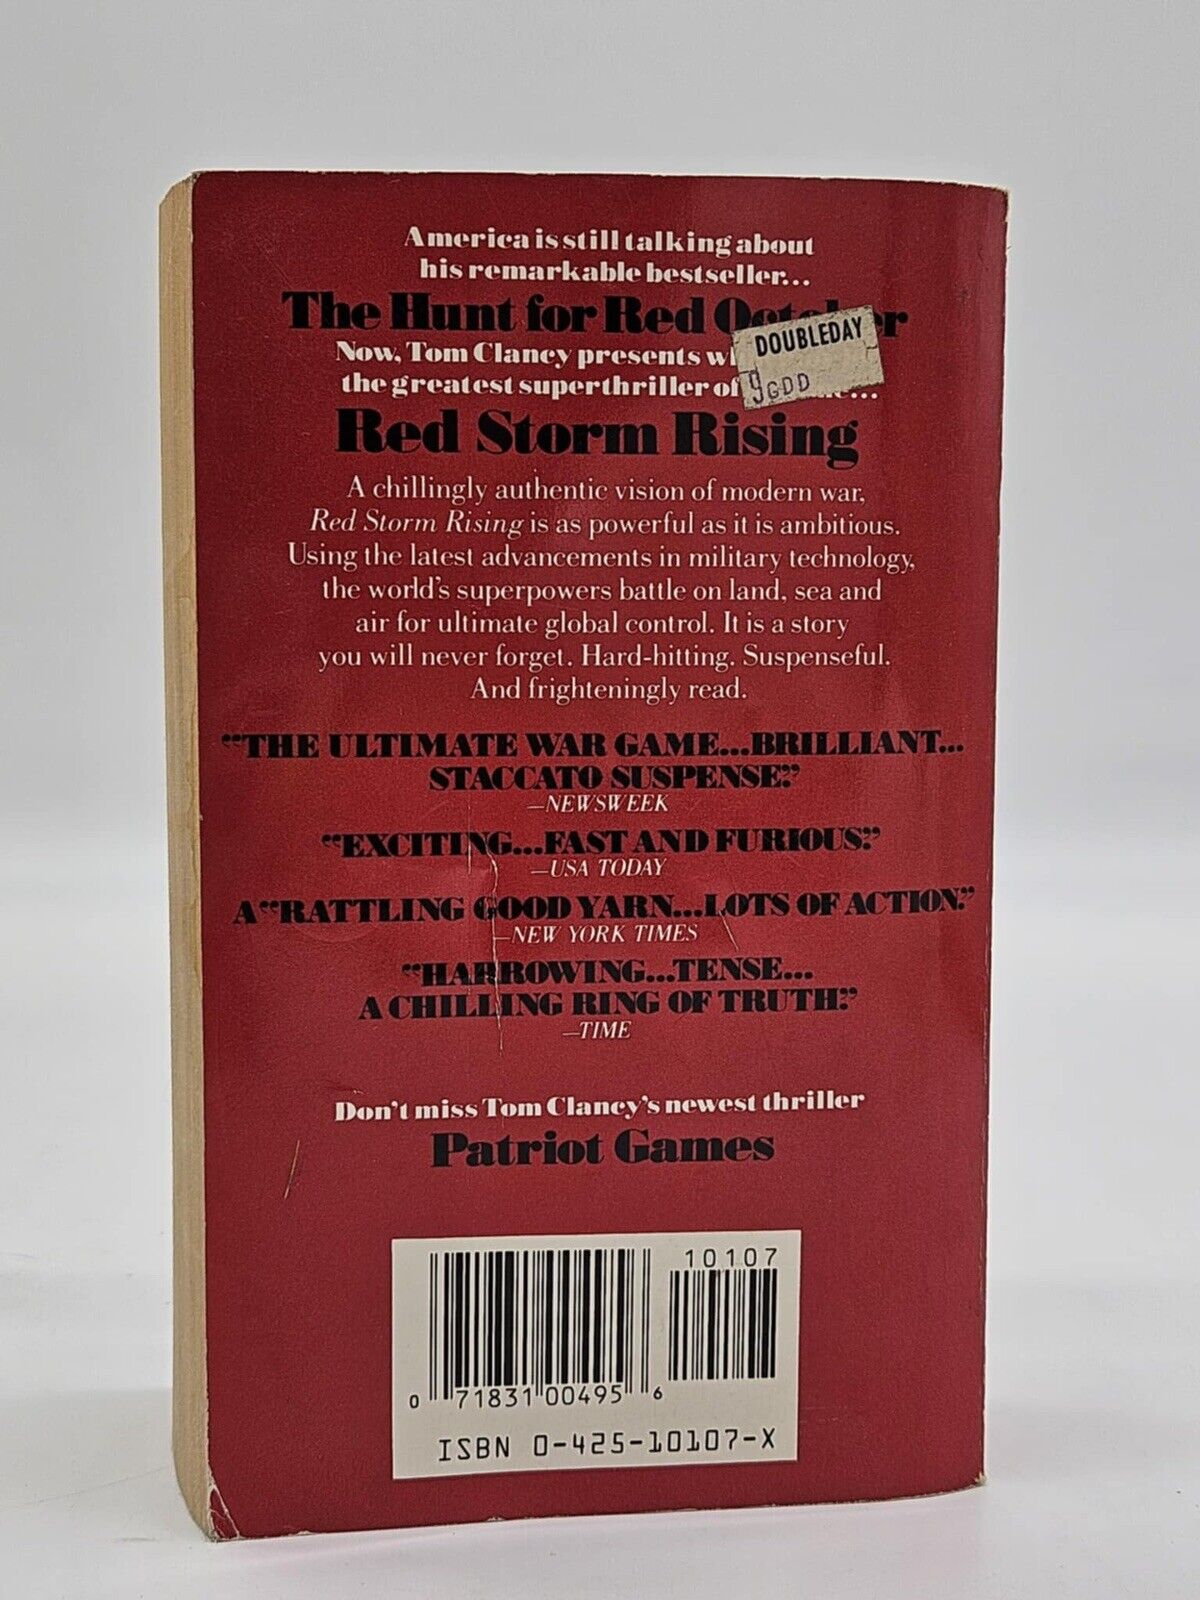 America is still talking about
his remarkable bestseller...
The Hunt for Red
DOUBLEDAY
9GDD
Now, Tom Clancy presents
the greatest superthriller of
Red Storm Rising
A chillingly authentic vision of modern war,
Red Storm Rising is as powerful as it is ambitious.
Using the latest advancements in military technology,
the world's superpowers battle on land, sea and
air for ultimate global control. It is a story
you will never forget. Hard-hitting. Suspenseful.
And frighteningly read.
“THE ULTIMATE WAR GAME...BRILLIANT...
STACCATO SUSPENSE.”
—NEWSWEEK
“EXCITING...FAST AND FURIOUS.”
—USA TODAY
A “RATTLING GOOD YARN...LOTS OF ACTION.”
—NEW YORK TIMES
“HARROWING...TENSE...
A CHILLING RING OF TRUTH.”
—TIME
Don't miss Tom Clancy's newest thriller
Patriot Games
10107
0 71831 00495 6
ISBN 0-425-10107-X